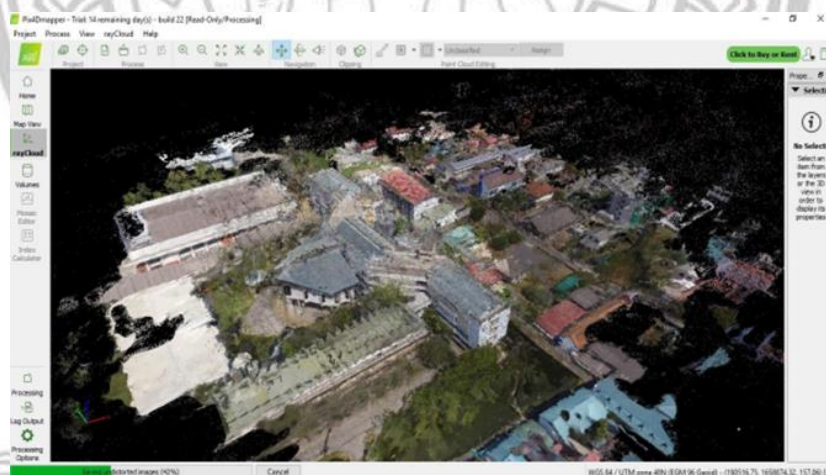 Pix4Dmapper - Trial: 14 remaining day(s) - build 22 [Read-Only/Processing]
Project Process View rayCloud Help
Unclassified Assign
Click to Buy or Rent
Project Process View Navigation Clipping Point Cloud Editing
Home
Map View
rayCloud
Volumes
Mosaic
Editor
Index
Calculator
Processing
Log Output
Processing
Options
Prope...
Selecti
No Selecti
Select an
item from
the layers
or the 3D
view in
order to
display its
properties
undistorted images (42%)
Cancel
WGS 84 / UTM zone (EGM 96 Geoid)